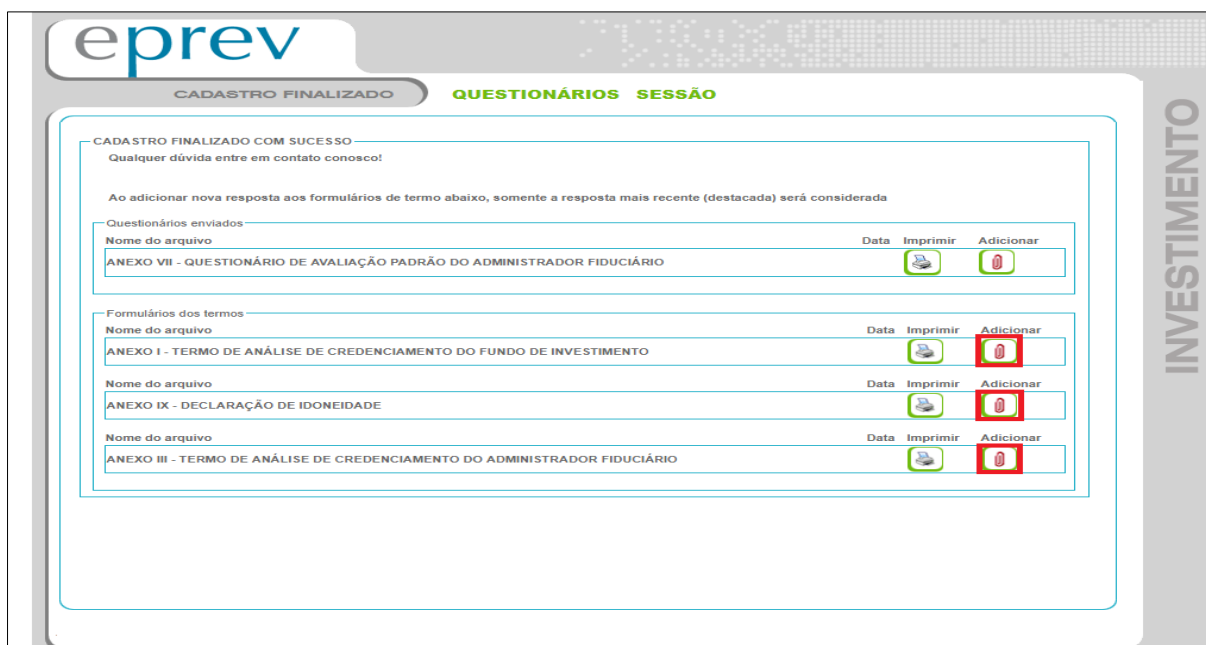 eprev
CADASTRO FINALIZADO QUESTIONÁRIOS SESSÃO
CADASTRO FINALIZADO COM SUCESSO
Qualquer dúvida entre em contato conosco!
Ao adicionar nova resposta aos formulários de termo abaixo, somente a resposta mais recente (destacada) será considerada
Questionários enviados
Nome do arquivo Data Imprimir Adicionar
ANEXO VII - QUESTIONÁRIO DE AVALIAÇÃO PADRÃO DO ADMINISTRADOR FIDUCIÁRIO
Formulários dos termos
Nome do arquivo Data Imprimir Adicionar
ANEXO I - TERMO DE ANÁLISE DE CREDENCIAMENTO DO FUNDO DE INVESTIMENTO
Nome do arquivo Data Imprimir Adicionar
ANEXO IX - DECLARAÇÃO DE IDONEIDADE
Nome do arquivo Data Imprimir Adicionar
ANEXO III - TERMO DE ANÁLISE DE CREDENCIAMENTO DO ADMINISTRADOR FIDUCIÁRIO
INVESTIMENTO